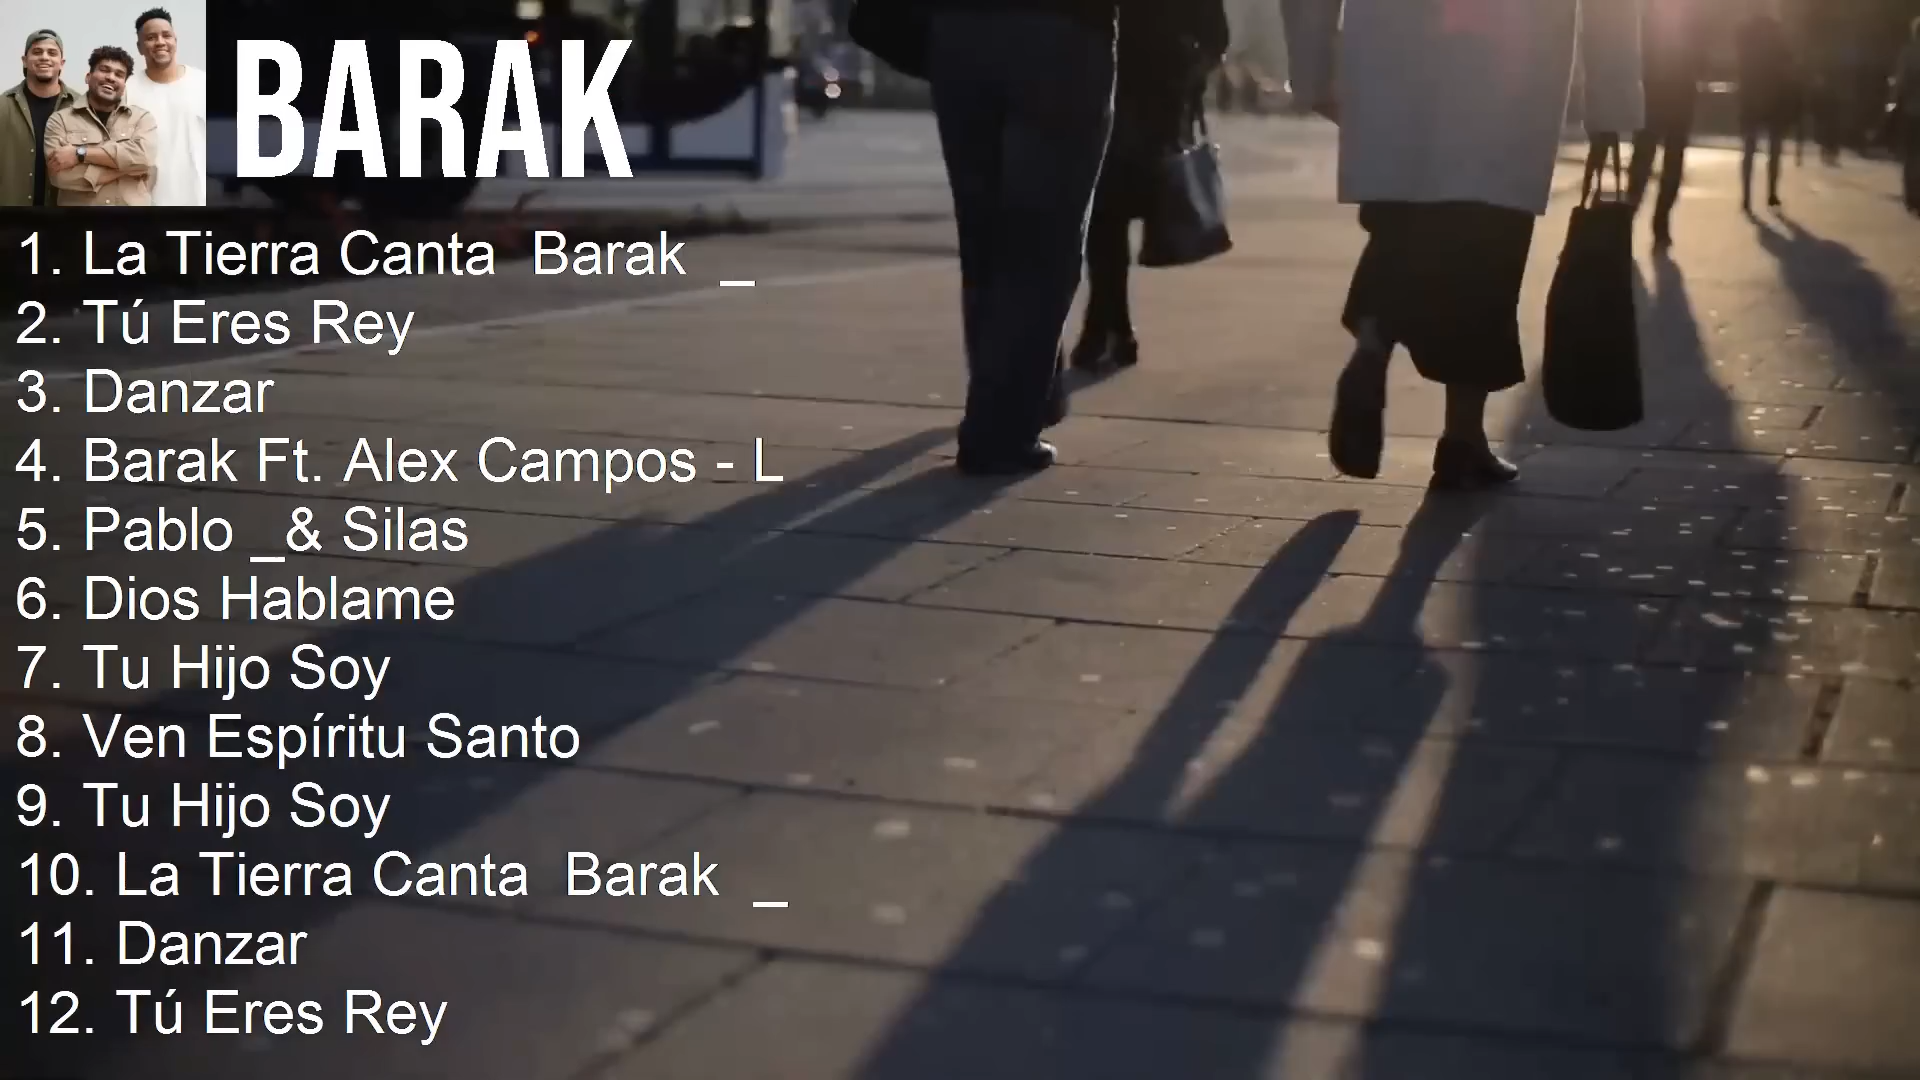 BARAK
1. La Tierra Canta  Barak  _
2. Tú Eres Rey
3. Danzar
4. Barak Ft. Alex Campos - L
5. Pablo _& Silas
6. Dios Hablame
7. Tu Hijo Soy
8. Ven Espíritu Santo
9. Tu Hijo Soy
10. La Tierra Canta  Barak  _
11. Danzar
12. Tú Eres Rey